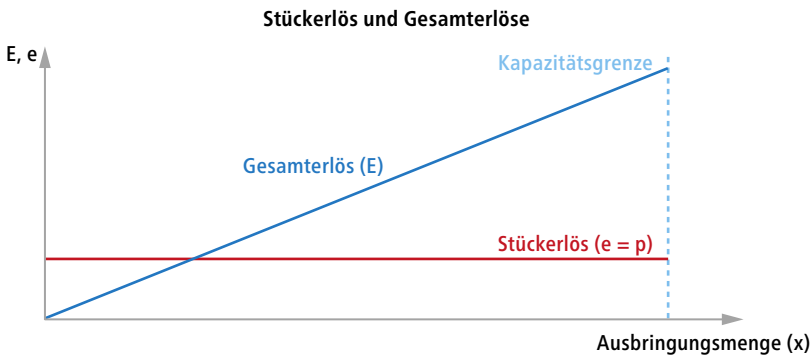 Stückerlös und Gesamterlöse
E, e
Kapazitätsgrenze
Gesamterlös (E)
Stückerlös (e = p)
Ausbringungsmenge (x)